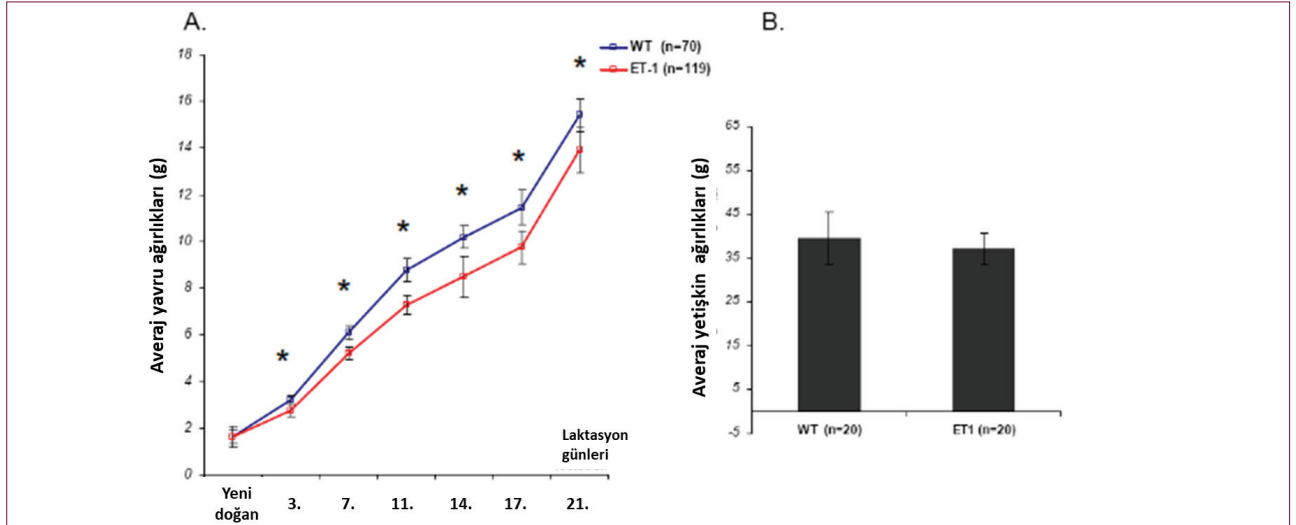 A.
WT (n=70)
ET-1 (n=119)
Averaj yavru ağırlıkları (g)
18
16
14
12
10
8
6
4
2
0
*
*
*
*
*
*
Laktasyon
günleri
Yeni
doğan
3.
7.
11.
14.
17.
21.
B.
Averaj yetişkin ağırlıkları (g)
65
55
45
35
25
15
5
-5
WT (n=20)
ET1 (n=20)